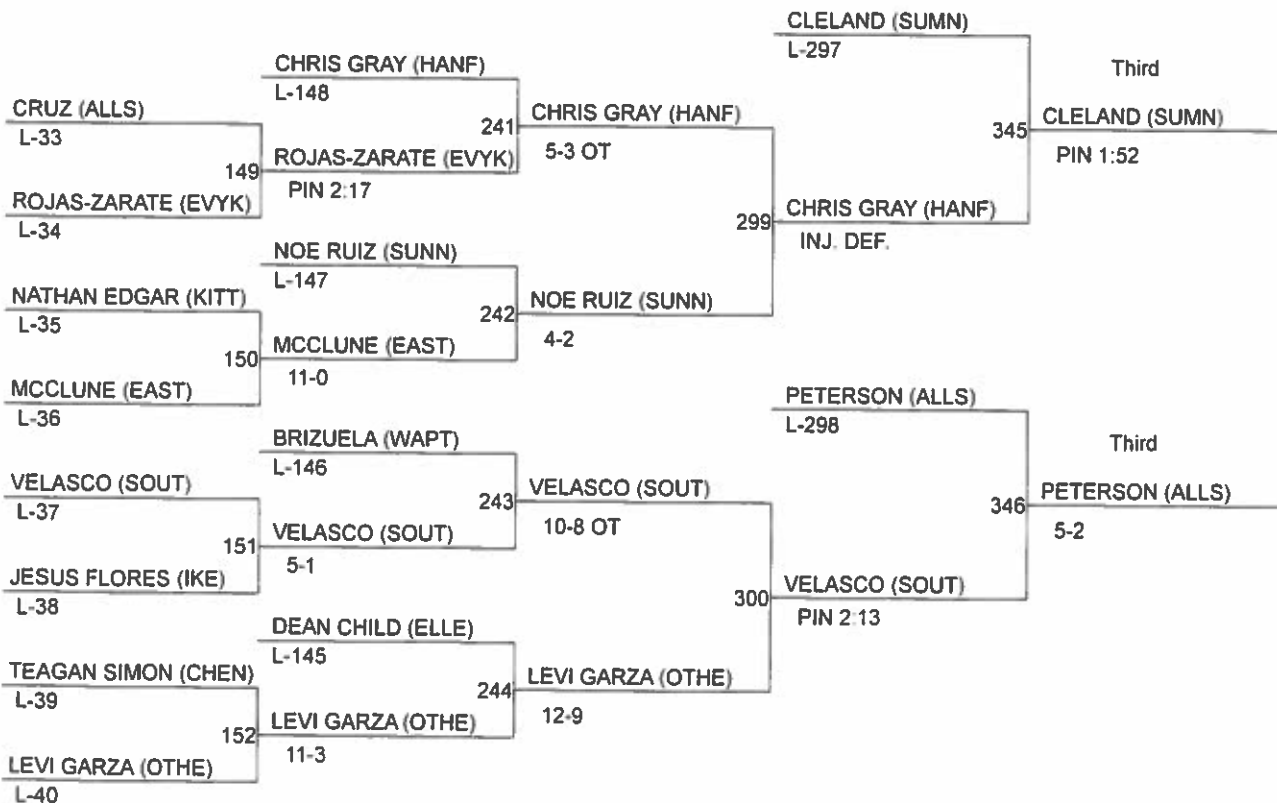 CLELAND (SUMN)
L-297
Third
CHRIS GRAY (HANF)
L-148
CRUZ (ALLS)
L-33
241
CHRIS GRAY (HANF)
5-3 OT
345
CLELAND (SUMN)
PIN 1:52
149
ROJAS-ZARATE (EVYK)
PIN 2:17
ROJAS-ZARATE (EVYK)
L-34
299
CHRIS GRAY (HANF)
INJ. DEF.
NOE RUIZ (SUNN)
L-147
NATHAN EDGAR (KITT)
L-35
242
NOE RUIZ (SUNN)
4-2
150
MCCLUNE (EAST)
11-0
MCCLUNE (EAST)
L-36
PETERSON (ALLS)
L-298
Third
BRIZUELA (WAPT)
L-146
VELASCO (SOUT)
L-37
243
VELASCO (SOUT)
10-8 OT
346
PETERSON (ALLS)
5-2
151
VELASCO (SOUT)
5-1
JESUS FLORES (IKE)
L-38
300
VELASCO (SOUT)
PIN 2:13
DEAN CHILD (ELLE)
L-145
TEAGAN SIMON (CHEN)
L-39
244
LEVI GARZA (OTHE)
12-9
152
LEVI GARZA (OTHE)
11-3
LEVI GARZA (OTHE)
L-40